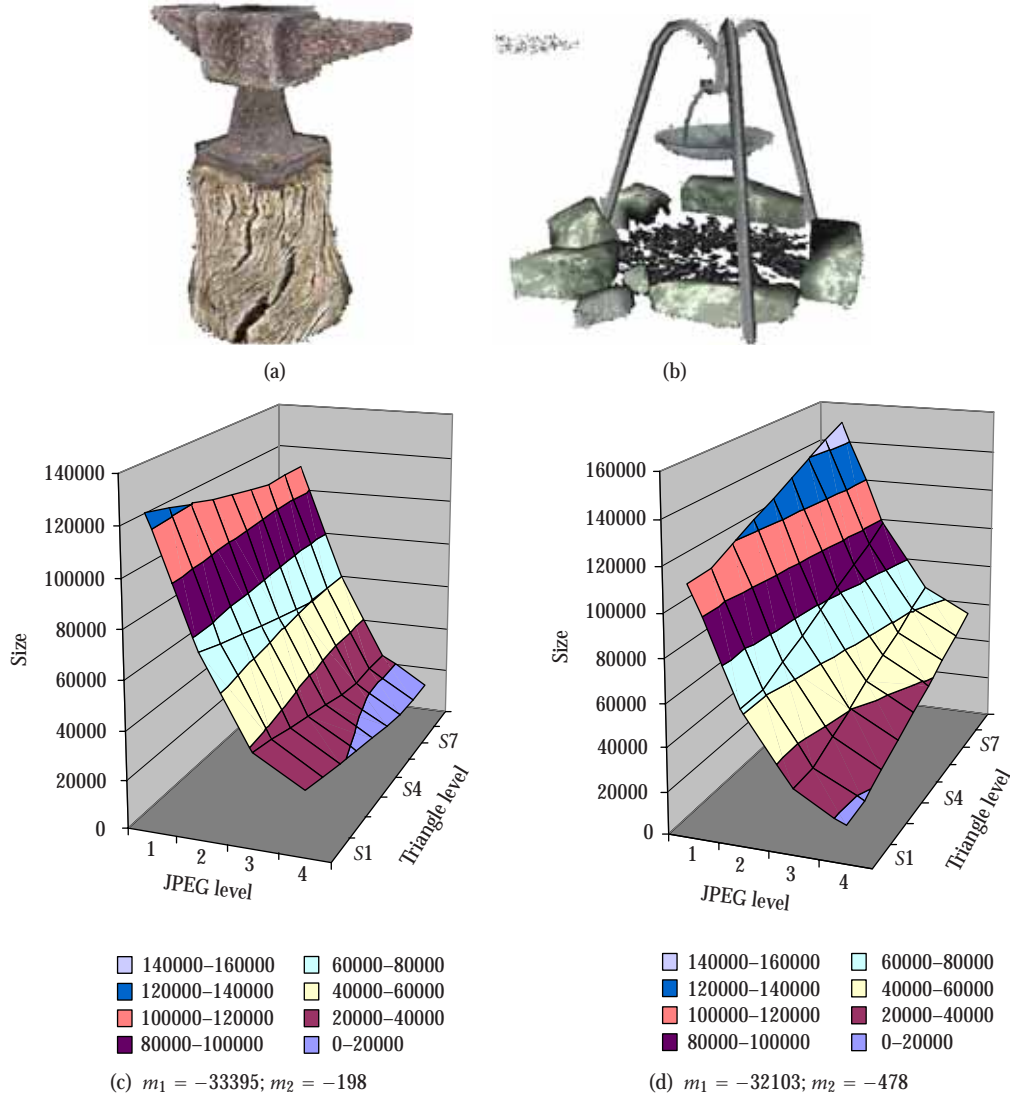 (a)
(b)
140000
120000
100000
80000
60000
40000
20000
0
Size
1
2
3
4
JPEG level
S1
S4
S7
Triangle level
160000
140000
120000
100000
80000
60000
40000
20000
0
Size
1
2
3
4
JPEG level
S1
S4
S7
Triangle level
140000–160000
60000–80000
120000–140000
40000–60000
100000–120000
20000–40000
80000–100000
0–20000
(c) m1 = −33395; m2 = −198
140000–160000
60000–80000
120000–140000
40000–60000
100000–120000
20000–40000
80000–100000
0–20000
(d) m1 = −32103; m2 = −478